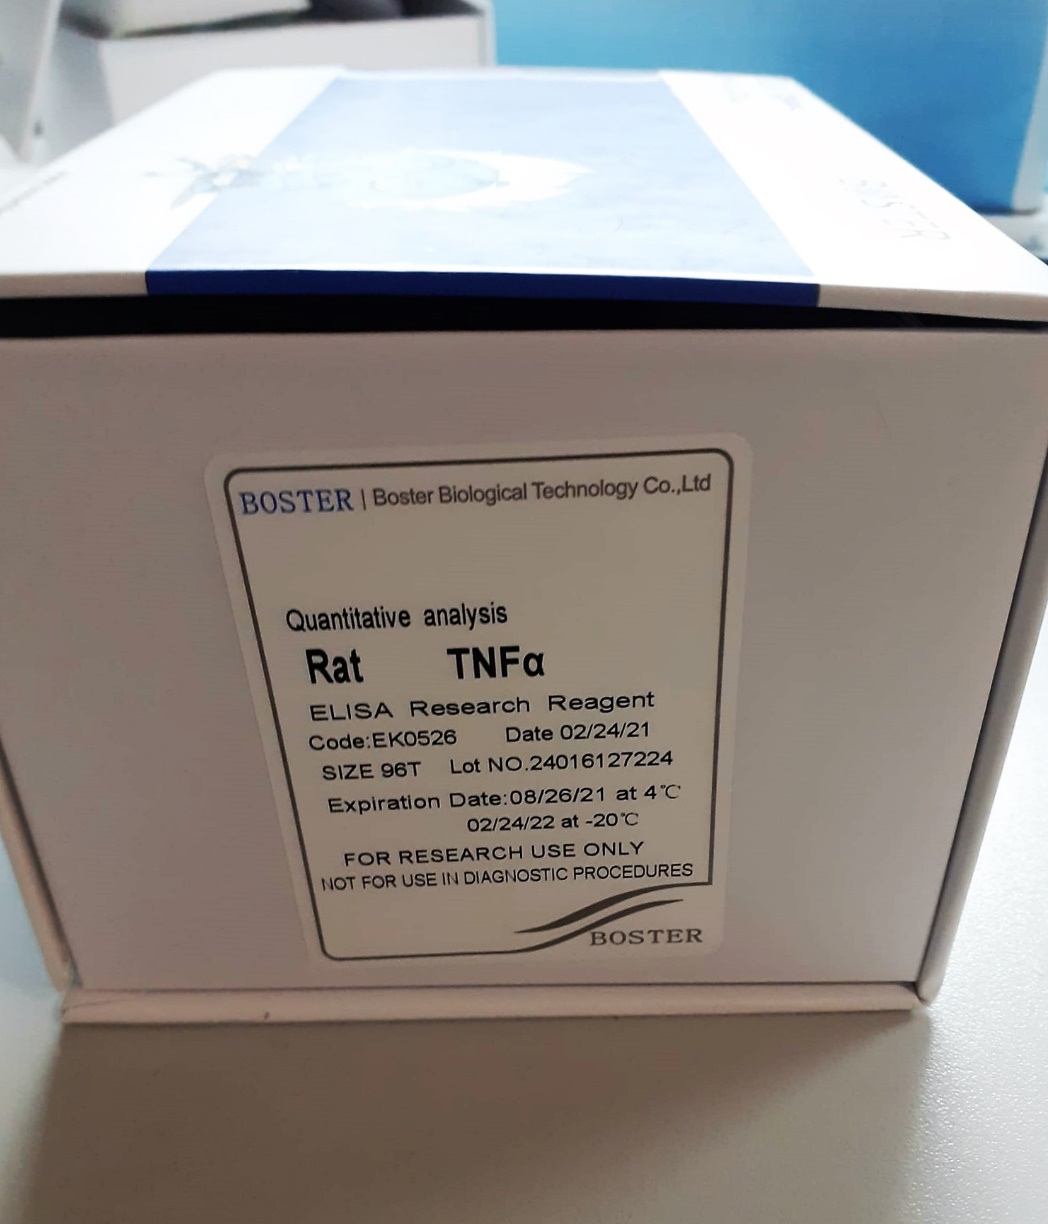 BOSTER
BOSTER | Boster Biological Technology Co.,Ltd
Quantitative analysis
Rat TNFα
ELISA Research Reagent
Code:EK0526 Date 02/24/21
SIZE 96T Lot NO.24016127224
Expiration Date:08/26/21 at 4℃
02/24/22 at -20℃
FOR RESEARCH USE ONLY
NOT FOR USE IN DIAGNOSTIC PROCEDURES
BOSTER